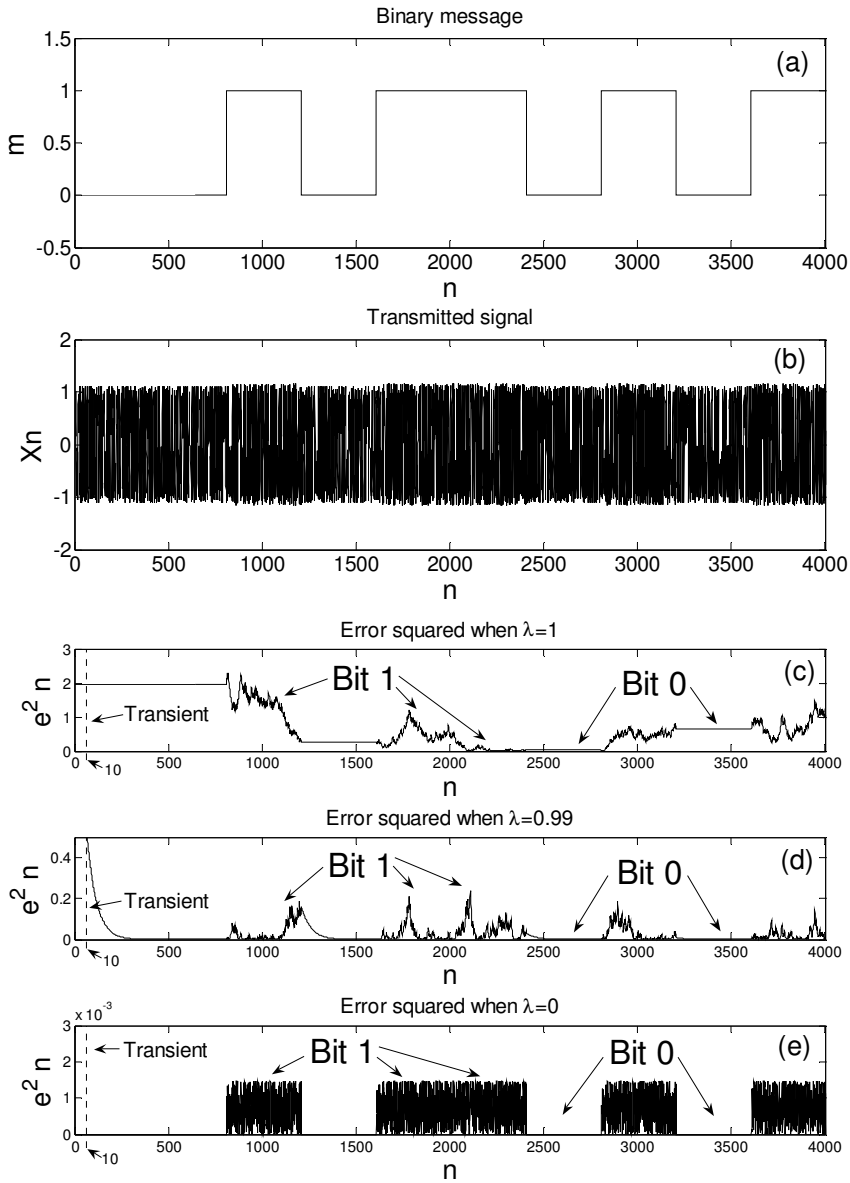 Binary message
(a)
1.5
1
0.5
0
-0.5
m
0 500 1000 1500 2000 2500 3000 3500 4000
n
Transmitted signal
(b)
2
1
0
-1
-2
Xn
0 500 1000 1500 2000 2500 3000 3500 4000
n
Error squared when λ=1
(c)
3
2
1
0
e² n
Bit 1
Bit 0
Transient
10
0 500 1000 1500 2000 2500 3000 3500 4000
n
Error squared when λ=0.99
(d)
0.4
0.2
0
e² n
Bit 1
Bit 0
Transient
10
0 500 1000 1500 2000 2500 3000 3500 4000
n
Error squared when λ=0
x 10⁻³
(e)
3
2
1
0
e² n
Transient
Bit 1
Bit 0
10
0 500 1000 1500 2000 2500 3000 3500 4000
n